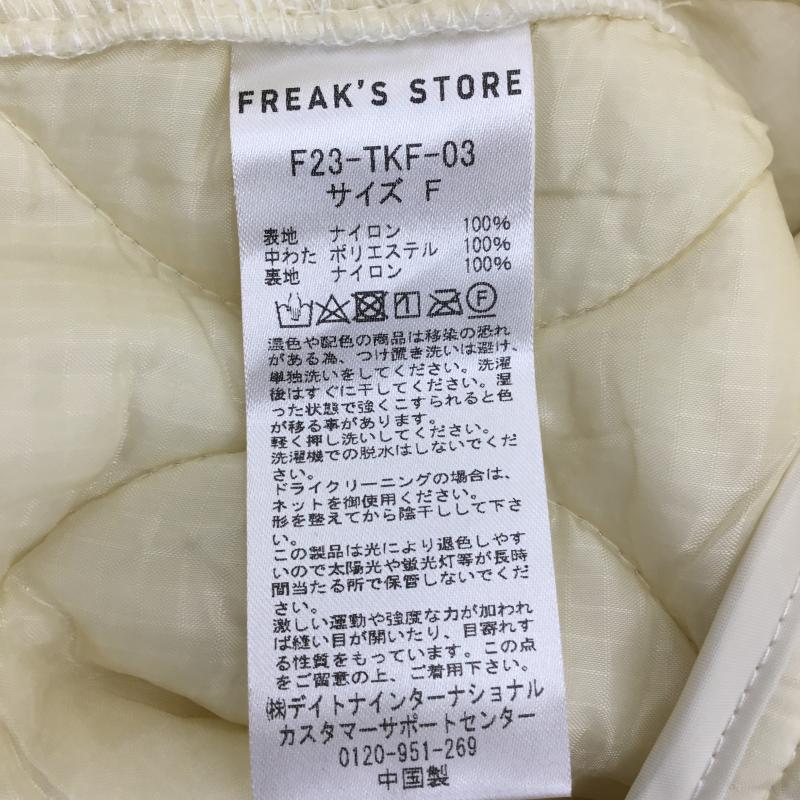 FREAK'S STORE
F23-TKF-03
サイズ F
表地 ナイロン 100%
中わた ポリエステル 100%
裏地 ナイロン 100%
F
濃色や配色の商品は移染の恐れ
がある為、つけ置き洗いは避け、
単独洗いをしてください。洗濯
後はすぐに干してください。湿
った状態で強くこすられると色
が移る事があります。
軽く押し洗いしてください。
洗濯機での脱水はしないでくだ
さい。
ドライクリーニングの場合は、
ネットを御使用ください。
形を整えてから陰干しして下さ
い。
この製品は光により退色しやす
いので太陽光や蛍光灯等が長時
間当たる所で保管しないでくだ
さい。
激しい運動や強度な力が加われ
ば縫い目が開いたり、目寄れす
る性質をもっています。この点
をご留意の上、ご着用下さい。
㈱デイトナインターナショナル
カスタマーサポートセンター
0120-951-269
中国製